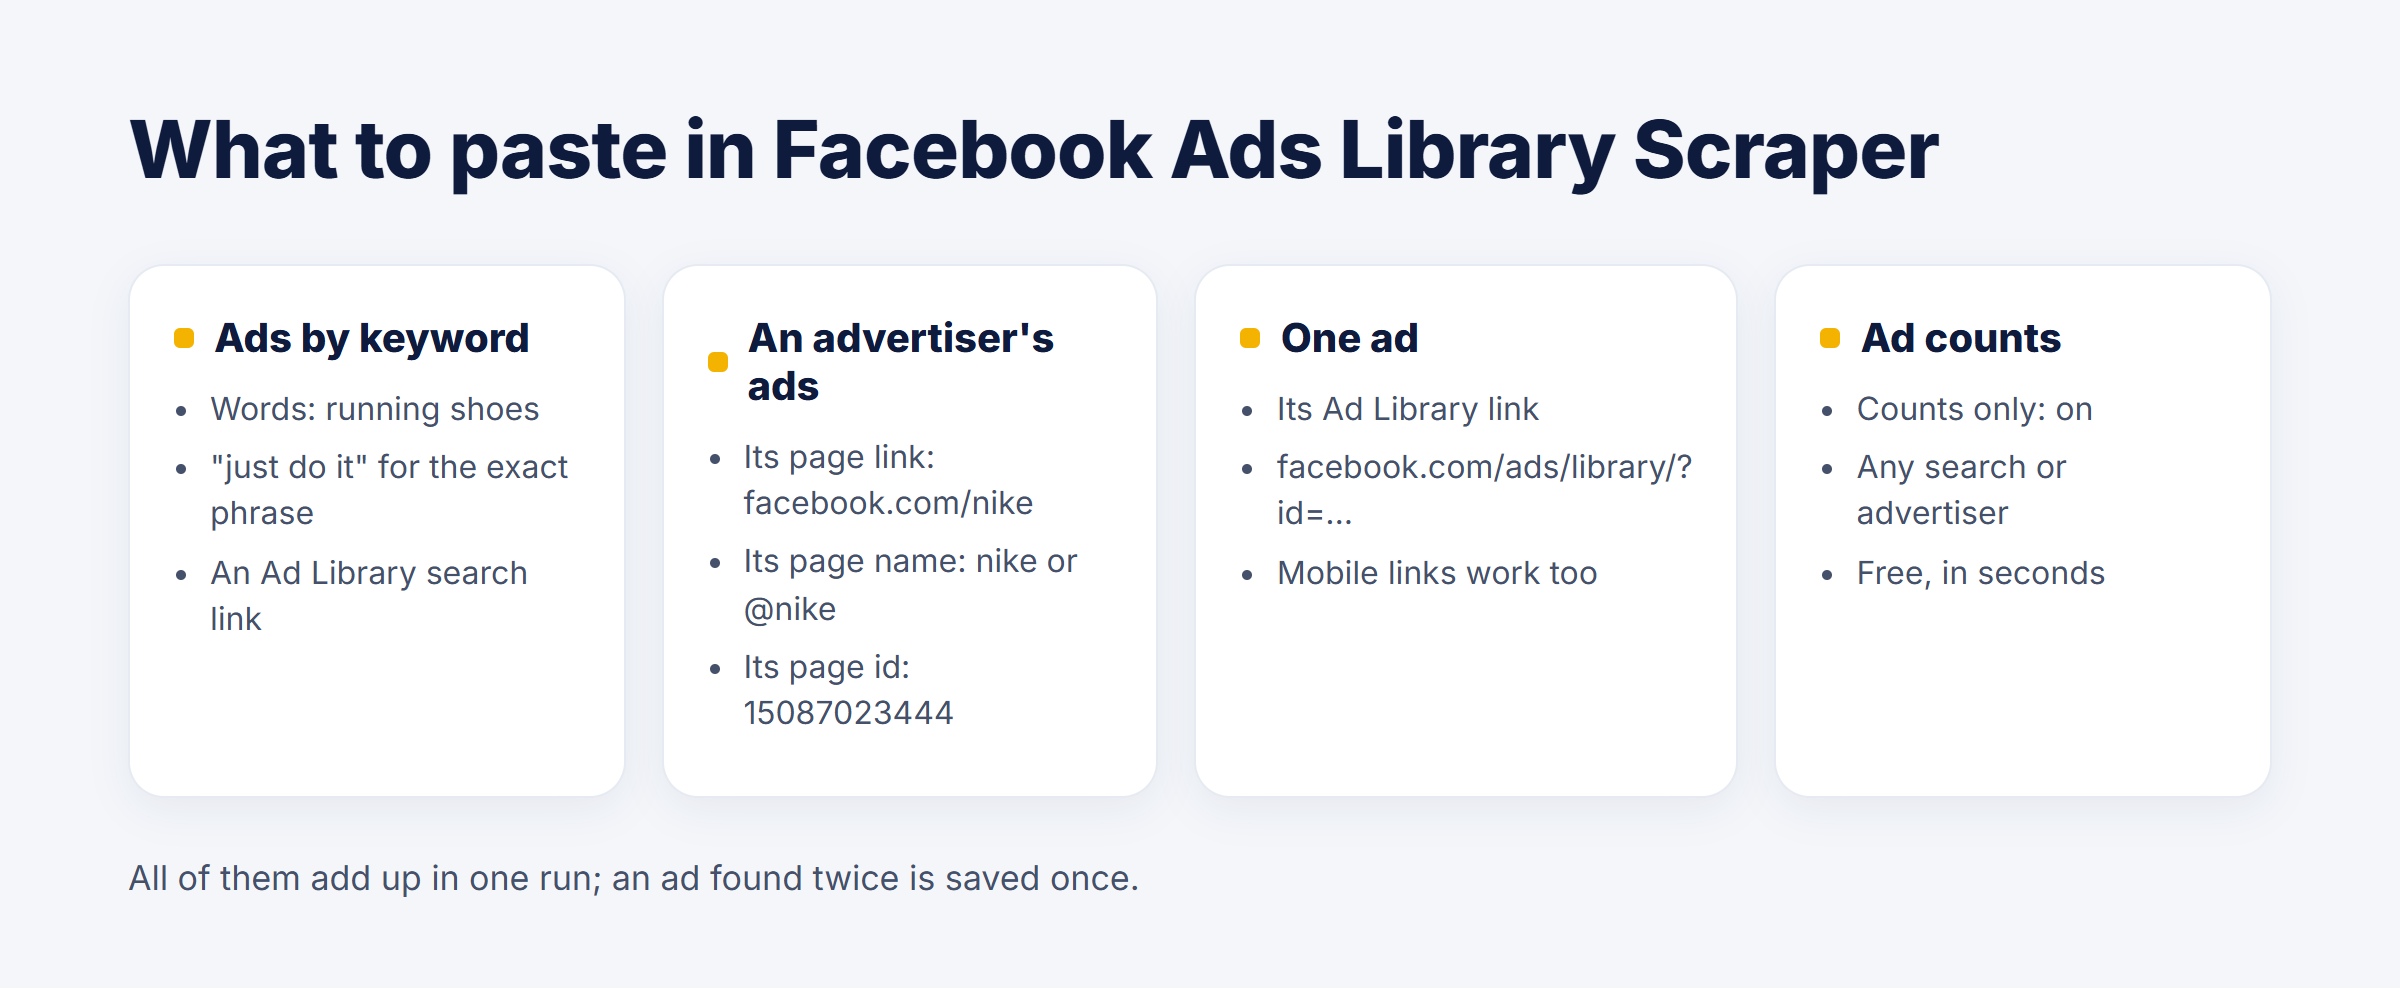 What to paste in Facebook Ads Library Scraper
Ads by keyword
Words: running shoes
"just do it" for the exact
phrase
An Ad Library search
link
An advertiser's
ads
Its page link:
facebook.com/nike
Its page name: nike or
@nike
Its page id:
15087023444
One ad
Its Ad Library link
facebook.com/ads/library/?
id=...
Mobile links work too
Ad counts
Counts only: on
Any search or
advertiser
Free, in seconds
All of them add up in one run; an ad found twice is saved once.